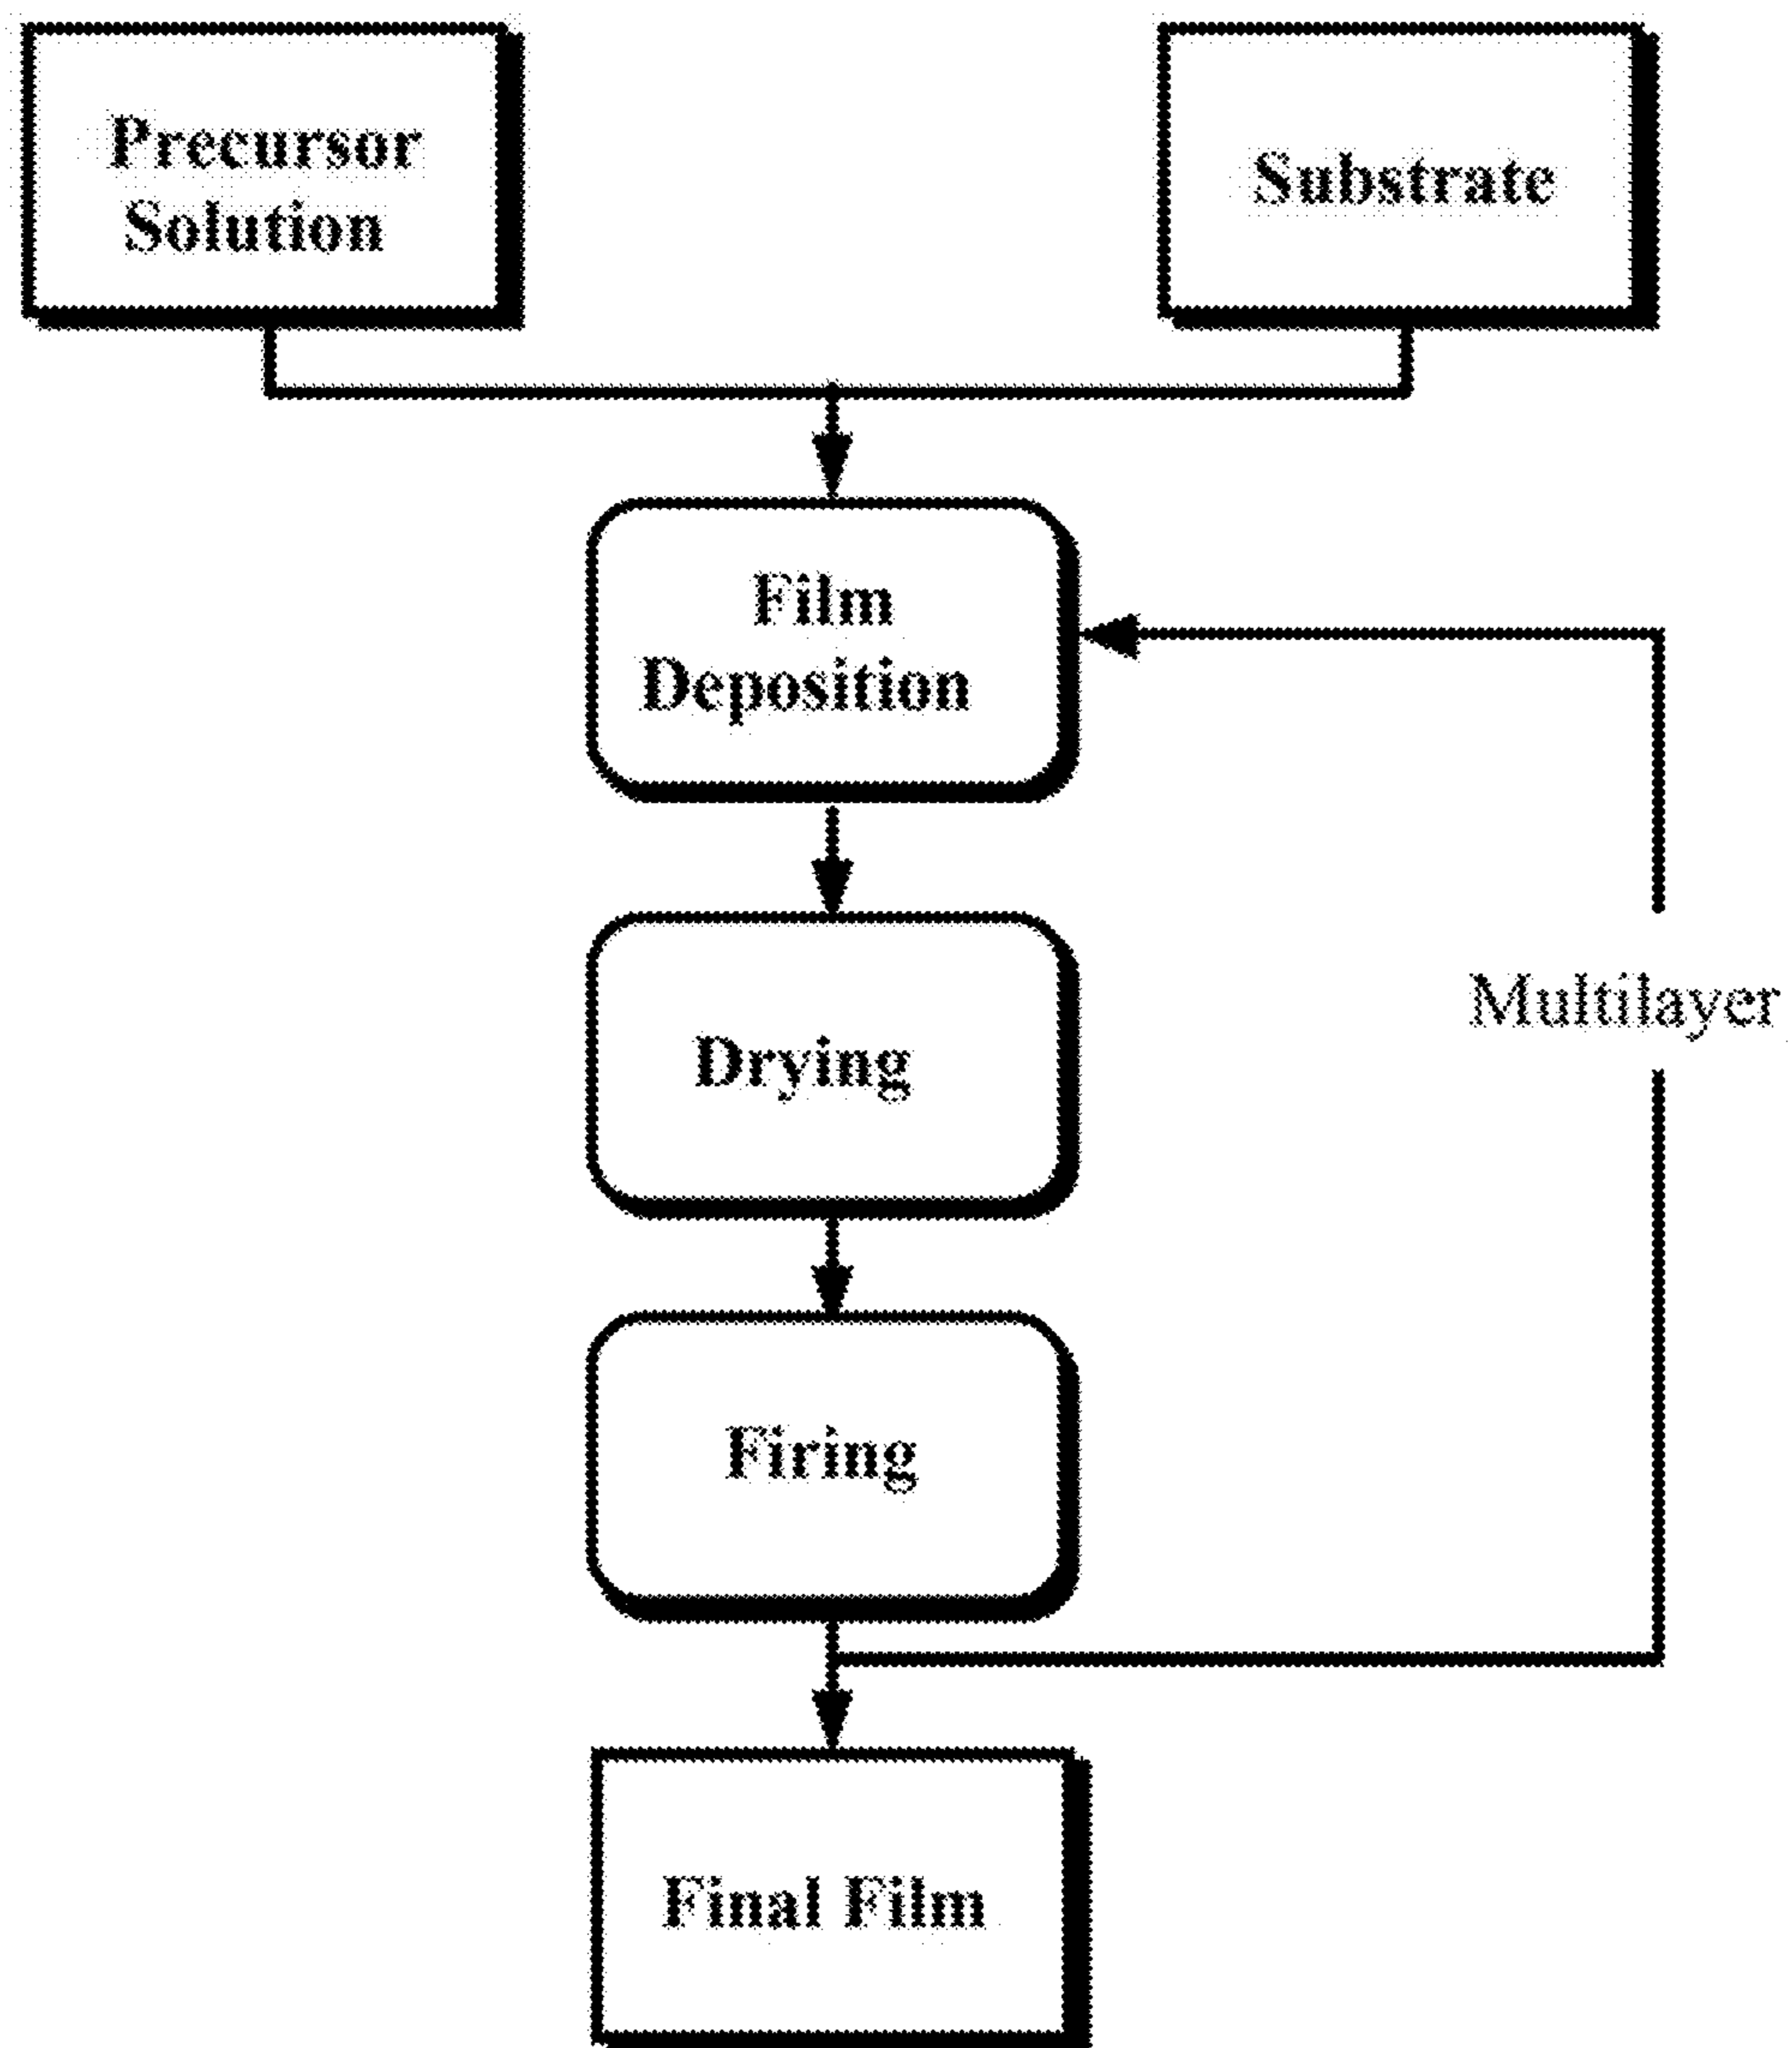 Precursor
Solution
Substrate
Film
Deposition
Drying
Multilayer
Firing
Final Film